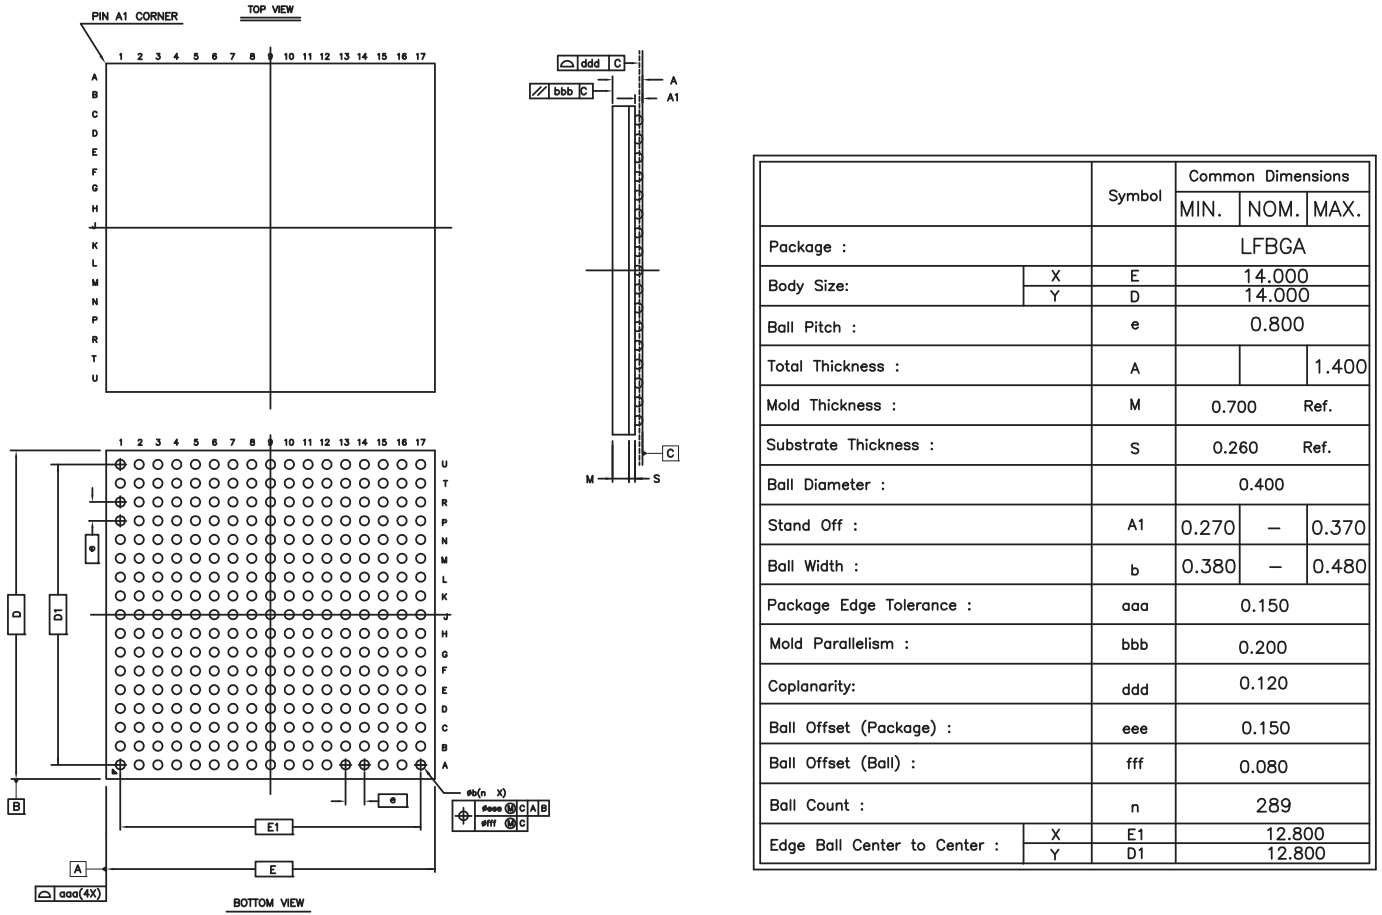 TOP VIEW
PIN A1 CORNER
1 2 3 4 5 6 7 8 9 10 11 12 13 14 15 16 17
A
B
C
D
E
F
G
H
J
K
L
M
N
P
R
T
U
ddd C
A
// bbb C
A1
C
M S
1 2 3 4 5 6 7 8 9 10 11 12 13 14 15 16 17
U
T
R
P
N
M
L
K
J
H
G
F
E
D
C
B
A
e
D
D1
B
e
E1
A
E
aaa(4X)
øb(n X)
øeee Ⓜ C A B
øfff Ⓜ C
BOTTOM VIEW
Symbol Common Dimensions
MIN. NOM. MAX.
Package : LFBGA
Body Size: X E 14.000
Y D 14.000
Ball Pitch : e 0.800
Total Thickness : A 1.400
Mold Thickness : M 0.700 Ref.
Substrate Thickness : S 0.260 Ref.
Ball Diameter : 0.400
Stand Off : A1 0.270 – 0.370
Ball Width : b 0.380 – 0.480
Package Edge Tolerance : aaa 0.150
Mold Parallelism : bbb 0.200
Coplanarity: ddd 0.120
Ball Offset (Package) : eee 0.150
Ball Offset (Ball) : fff 0.080
Ball Count : n 289
Edge Ball Center to Center : X E1 12.800
Y D1 12.800